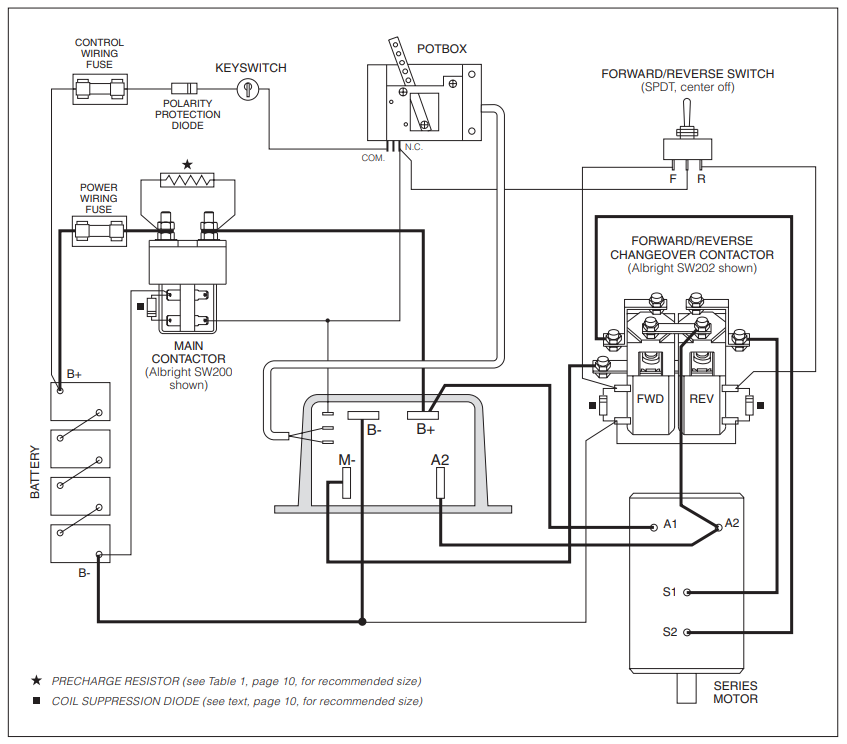 CONTROL
WIRING
FUSE
KEYSWITCH
POTBOX
POLARITY
PROTECTION
DIODE
FORWARD/REVERSE SWITCH
(SPDT, center off)
COM.
N.C.
F
R
★
POWER
WIRING
FUSE
FORWARD/REVERSE
CHANGEOVER CONTACTOR
(Albright SW202 shown)
■
MAIN
CONTACTOR
(Albright SW200
shown)
B+
■
FWD
REV
■
B-
B+
BATTERY
M-
A2
A1
A2
B-
S1
S2
★ PRECHARGE RESISTOR (see Table 1, page 10, for recommended size)
■ COIL SUPPRESSION DIODE (see text, page 10, for recommended size)
SERIES
MOTOR